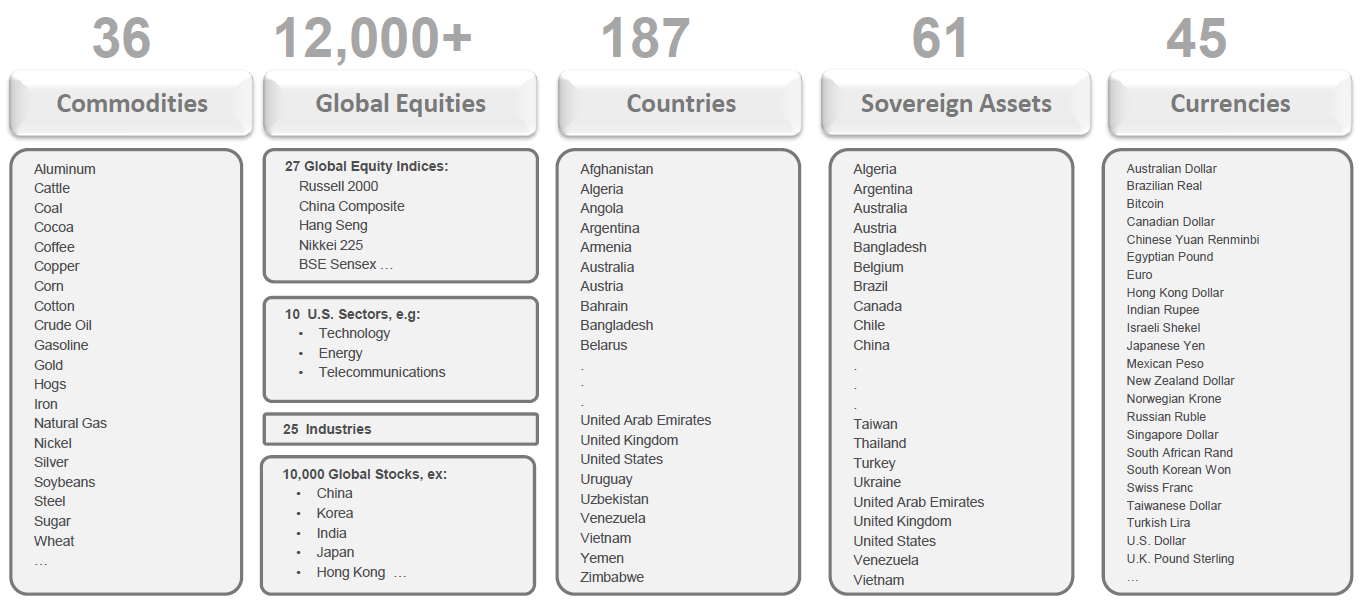 36
Commodities
Aluminum
Cattle
Coal
Cocoa
Coffee
Copper
Corn
Cotton
Crude Oil
Gasoline
Gold
Hogs
Iron
Natural Gas
Nickel
Silver
Soybeans
Steel
Sugar
Wheat
…
12,000+
Global Equities
27 Global Equity Indices:
Russell 2000
China Composite
Hang Seng
Nikkei 225
BSE Sensex …
10  U.S. Sectors, e.g:
• Technology
• Energy
• Telecommunications
25  Industries
10,000 Global Stocks, ex:
• China
• Korea
• India
• Japan
• Hong Kong  …
187
Countries
Afghanistan
Algeria
Angola
Argentina
Armenia
Australia
Austria
Bahrain
Bangladesh
Belarus
.
.
.
United Arab Emirates
United Kingdom
United States
Uruguay
Uzbekistan
Venezuela
Vietnam
Yemen
Zimbabwe
61
Sovereign Assets
Algeria
Argentina
Australia
Austria
Bangladesh
Belgium
Brazil
Canada
Chile
China
.
.
.
Taiwan
Thailand
Turkey
Ukraine
United Arab Emirates
United Kingdom
United States
Venezuela
Vietnam
45
Currencies
Australian Dollar
Brazilian Real
Bitcoin
Canadian Dollar
Chinese Yuan Renminbi
Egyptian Pound
Euro
Hong Kong Dollar
Indian Rupee
Israeli Shekel
Japanese Yen
Mexican Peso
New Zealand Dollar
Norwegian Krone
Russian Ruble
Singapore Dollar
South African Rand
South Korean Won
Swiss Franc
Taiwanese Dollar
Turkish Lira
U.S. Dollar
U.K. Pound Sterling
…